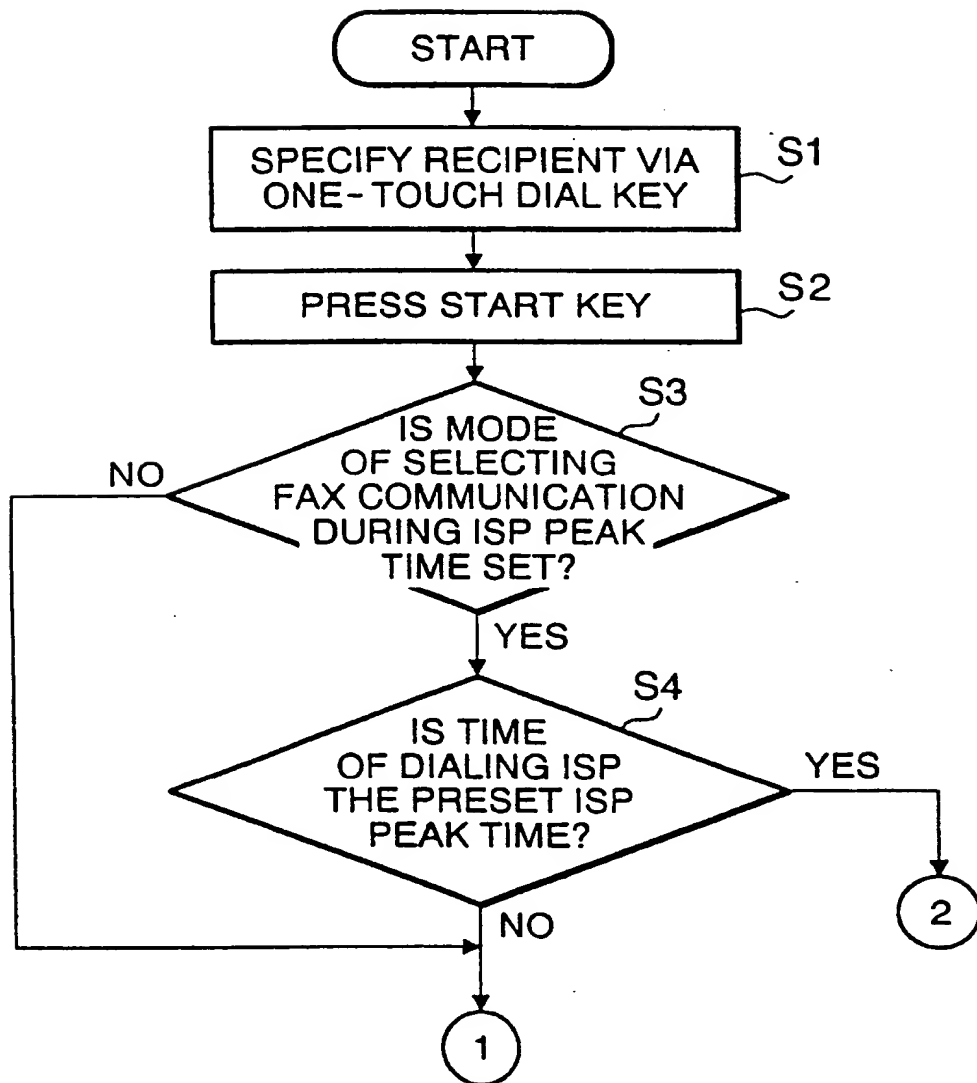 START
SPECIFY RECIPIENT VIA
ONE-TOUCH DIAL KEY
S1
PRESS START KEY
S2
S3
IS MODE
OF SELECTING
FAX COMMUNICATION
DURING ISP PEAK
TIME SET?
NO
YES
S4
IS TIME
OF DIALING ISP
THE PRESET ISP
PEAK TIME?
YES
2
NO
1